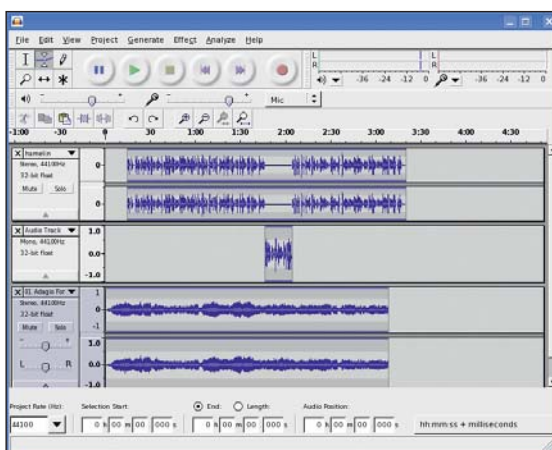 File Edit View Project Generate Effect Analyze Help
L
R
-36 -24 -12 0
L
R
-36 -24 -12 0
Mic
-1:00 -30 0 30 1:00 1:30 2:00 2:30 3:00 3:30 4:00 4:30
X hamelin
Stereo, 44100Hz
32-bit float
Mute Solo
0-
0-
X Audio Track
Mono, 44100Hz
32-bit float
1.0
0.0-
-1.0
X 01 Adagio For
Stereo, 44100Hz
32-bit float
Mute Solo
- +
L R
1
0-
-1
1.0
0.0-
-1.0
Project Rate (Hz): Selection Start: End: Length: Audio Position:
44100 0 h 00 m 00 000 s 0 h 00 m 00 000 s 0 h 00 m 00 000 s hh:mm:ss + milliseconds